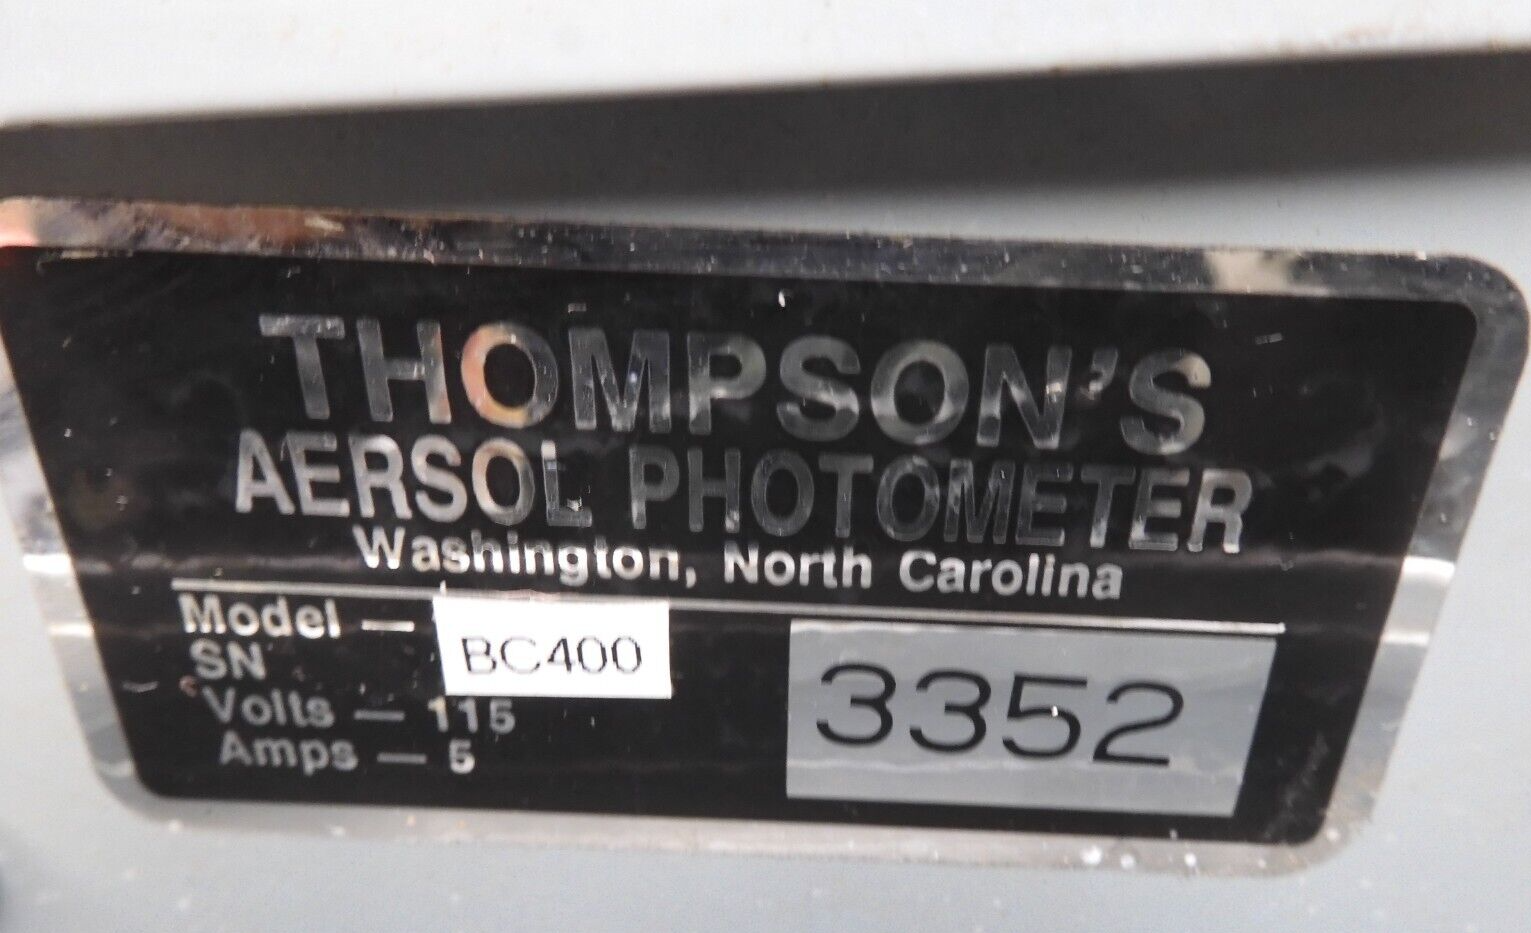 THOMPSON'S
AERSOL PHOTOMETER
Washington, North Carolina
Model — BC400
SN 3352
Volts — 115
Amps — 5